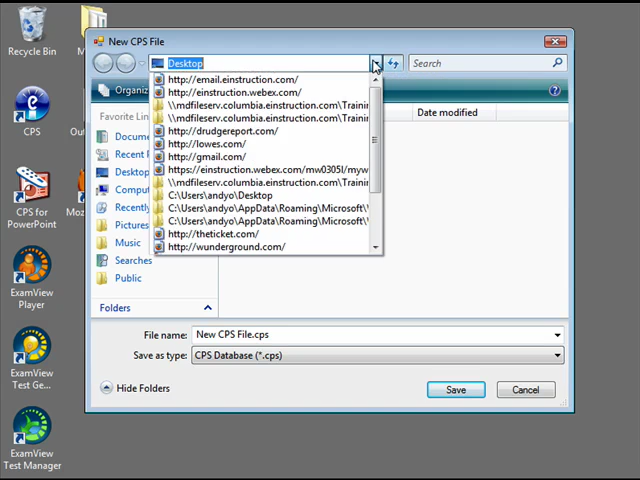 New CPS File
Desktop
Search
http://email.einstruction.com/
http://einstruction.webex.com/
\\mdfileserv.columbia.einstruction.com\Trainin
\\mdfileserv.columbia.einstruction.com\Trainin
http://drudgereport.com/
http://lowes.com/
http://gmail.com/
https://einstruction.webex.com/mw0305l/myw
\\mdfileserv.columbia.einstruction.com\Trainin
C:\Users\andyo\Desktop
C:\Users\andyo\AppData\Roaming\Microsoft\
C:\Users\andyo\AppData\Roaming\Microsoft\
http://theticket.com/
http://wunderground.com/
Organiz
Date modified
Favorite Lin
Docume
Recent P
Desktop
Compu
Recently
Pictures
Music
Searches
Public
Folders
File name:
New CPS File.cps
Save as type:
CPS Database (*.cps)
Hide Folders
Save
Cancel
Recycle Bin
M
CPS
Out
CPS for
PowerPoint
Moz
ExamView
Player
ExamView
Test Ge...
ExamView
Test Manager